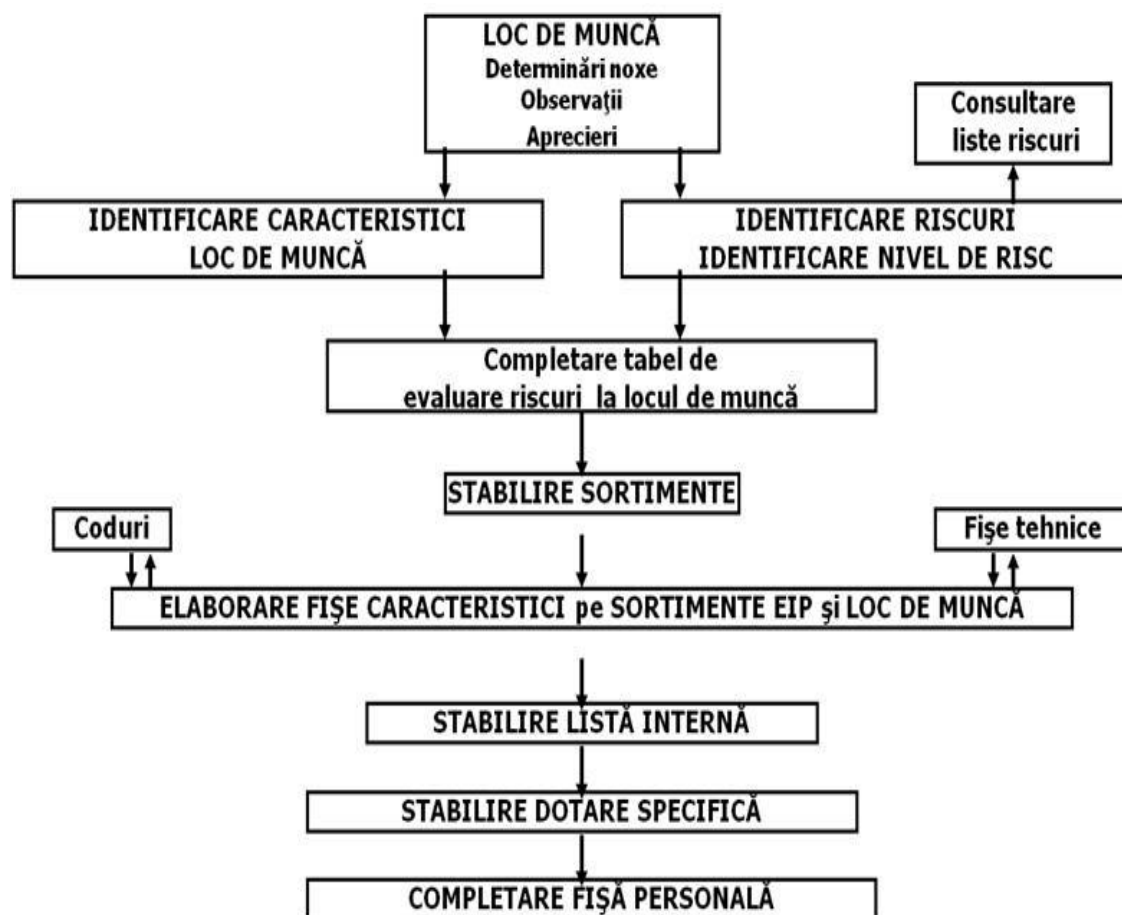 LOC DE MUNCĂ
Determinări noxe
Observaţii
Aprecieri
Consultare
liste riscuri
IDENTIFICARE CARACTERISTICI
LOC DE MUNCĂ
IDENTIFICARE RISCURI
IDENTIFICARE NIVEL DE RISC
Completare tabel de
evaluare riscuri la locul de muncă
STABILIRE SORTIMENTE
Coduri
Fişe tehnice
ELABORARE FIŞE CARACTERISTICI pe SORTIMENTE EIP şi LOC DE MUNCĂ
STABILIRE LISTĂ INTERNĂ
STABILIRE DOTARE SPECIFICĂ
COMPLETARE FIŞĂ PERSONALĂ